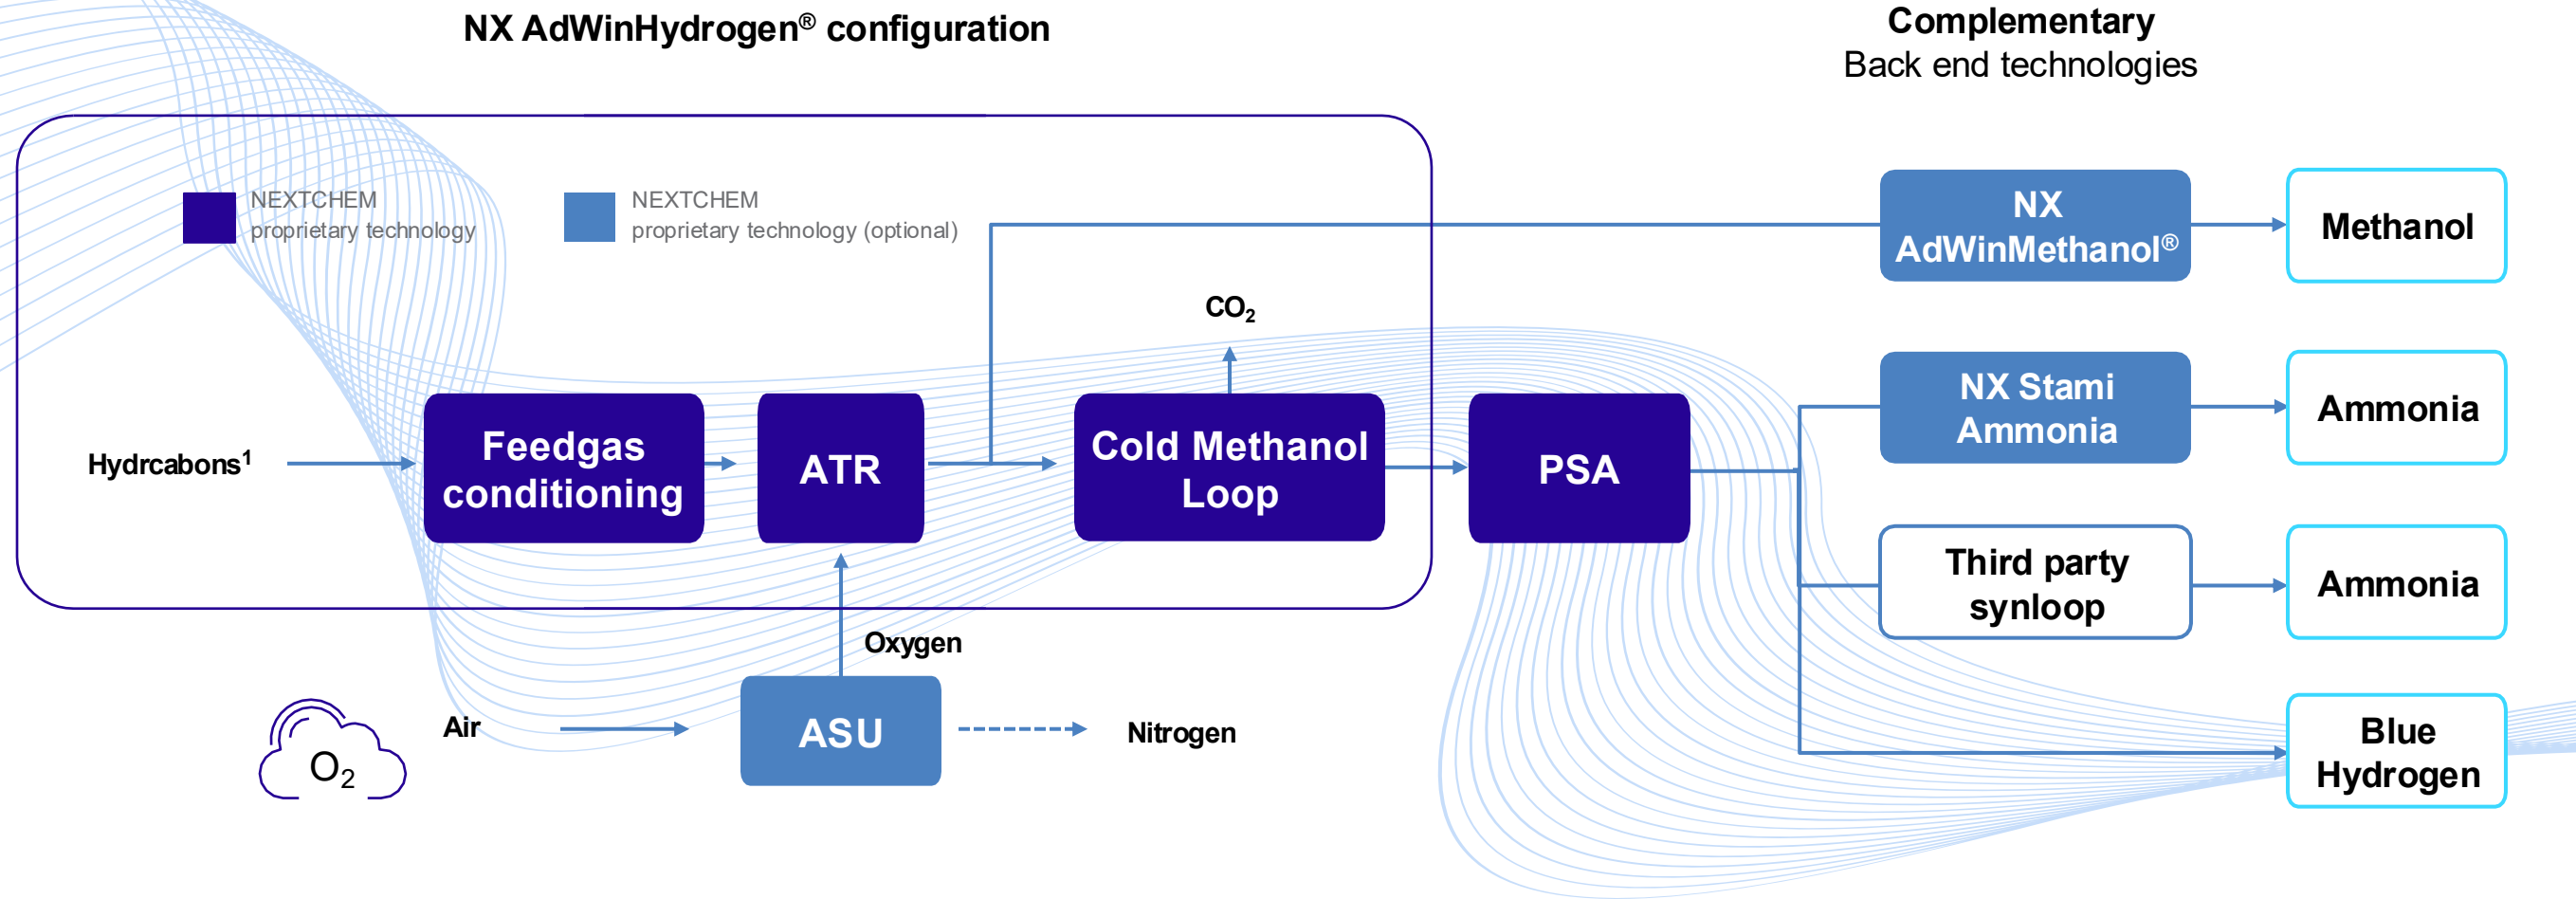 NX AdWinHydrogen® configuration
Complementary
Back end technologies
NEXTCHEM
proprietary technology
NEXTCHEM
proprietary technology (optional)
NX
AdWinMethanol®
Methanol
CO₂
NX Stami
Ammonia
Ammonia
Hydrcabons¹
Feedgas
conditioning
ATR
Cold Methanol
Loop
PSA
Third party
synloop
Ammonia
Oxygen
O₂
Air
ASU
Nitrogen
Blue
Hydrogen